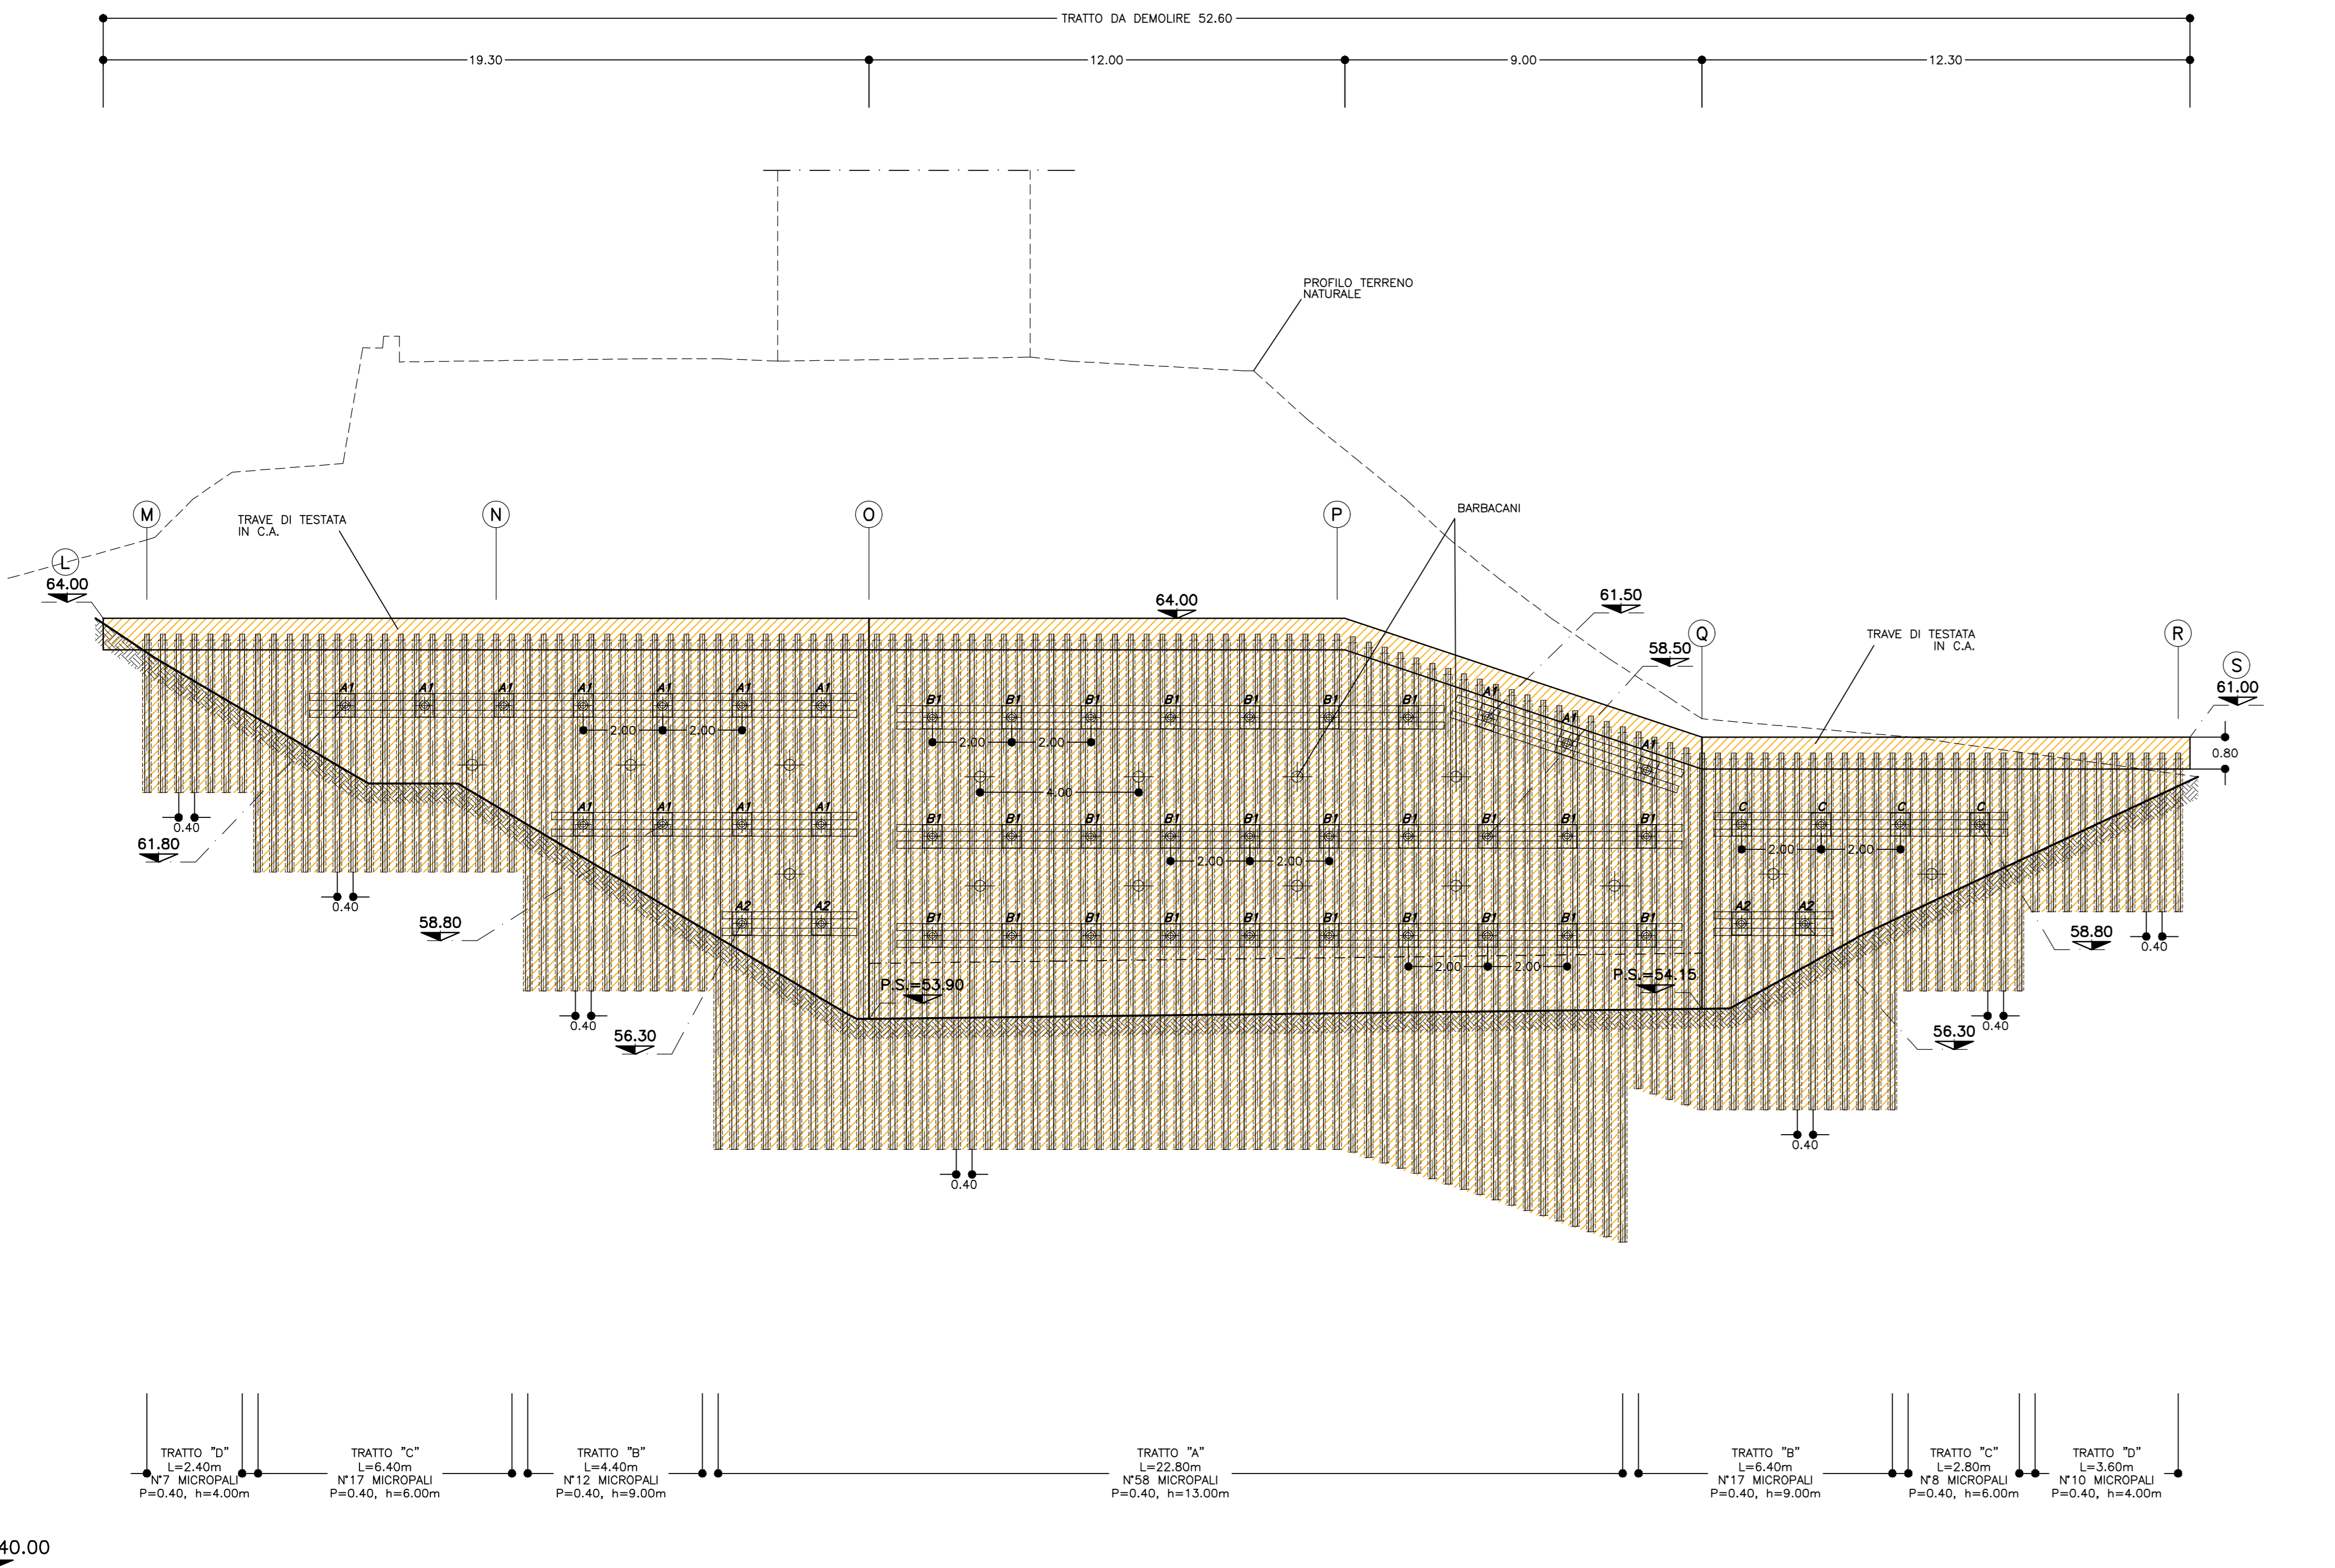 TRATTO DA DEMOLIRE 52.60
19.30
12.00
9.00
12.30
PROFILO TERRENO
NATURALE
M
N
O
P
BARBACANI
TRAVE DI TESTATA
IN C.A.
L
64.00
64.00
61.50
Q
58.50
TRAVE DI TESTATA
IN C.A.
R
S
61.00
0.80
A1 A1 A1 A1 A1 A1 A1
B1 B1 B1 B1 B1 B1 B1
A1
A1
A1
2.00 2.00
2.00 2.00
4.00
A1 A1 A1 A1
B1 B1 B1 B1 B1 B1 B1 B1 B1 B1
C C C C
0.40
61.80
2.00 2.00
2.00 2.00
0.40
58.80
A2 A2
B1 B1 B1 B1 B1 B1 B1 B1 B1 B1
A2 A2
58.80
0.40
2.00 2.00
P.S.=53.90
P.S.=54.15
0.40
56.30
0.40
56.30
0.40
0.40
TRATTO "D"
L=2.40m
N°7 MICROPALI
P=0.40, h=4.00m
TRATTO "C"
L=6.40m
N°17 MICROPALI
P=0.40, h=6.00m
TRATTO "B"
L=4.40m
N°12 MICROPALI
P=0.40, h=9.00m
TRATTO "A"
L=22.80m
N°58 MICROPALI
P=0.40, h=13.00m
TRATTO "B"
L=6.40m
N°17 MICROPALI
P=0.40, h=9.00m
TRATTO "C"
L=2.80m
N°8 MICROPALI
P=0.40, h=6.00m
TRATTO "D"
L=3.60m
N°10 MICROPALI
P=0.40, h=4.00m
40.00